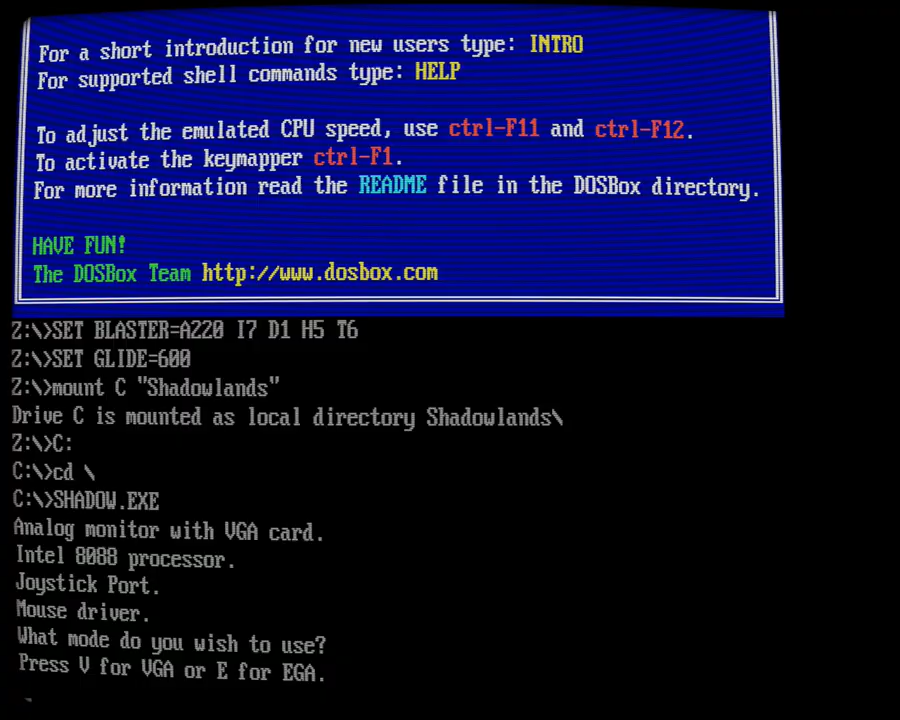 For a short introduction for new users type: INTRO
For supported shell commands type: HELP
To adjust the emulated CPU speed, use ctrl-F11 and ctrl-F12.
To activate the keymapper ctrl-F1.
For more information read the README file in the DOSBox directory.
HAVE FUN!
The DOSBox Team http://www.dosbox.com
Z:\>SET BLASTER=A220 I7 D1 H5 T6
Z:\>SET GLIDE=600
Z:\>mount C "Shadowlands"
Drive C is mounted as local directory Shadowlands\
Z:\>C:
C:\>cd \
C:\>SHADOW.EXE
Analog monitor with VGA card.
Intel 8088 processor.
Joystick Port.
Mouse driver.
What mode do you wish to use?
Press V for VGA or E for EGA.